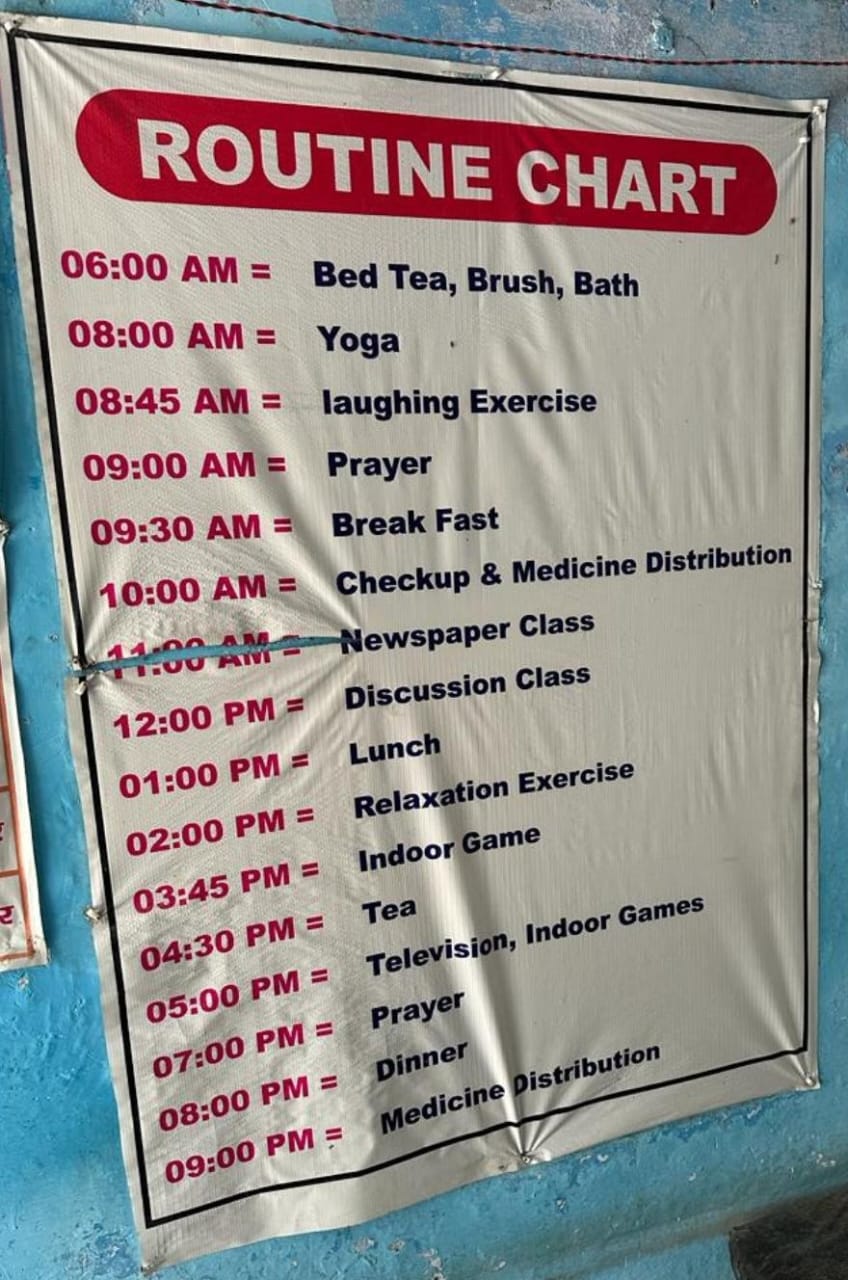 ROUTINE CHART
06:00 AM = Bed Tea, Brush, Bath
08:00 AM = Yoga
08:45 AM = laughing Exercise
09:00 AM = Prayer
09:30 AM = Break Fast
10:00 AM = Checkup & Medicine Distribution
11:00 AM = Newspaper Class
12:00 PM = Discussion Class
01:00 PM = Lunch
02:00 PM = Relaxation Exercise
03:45 PM = Indoor Game
04:30 PM = Tea
05:00 PM = Television, Indoor Games
07:00 PM = Prayer
08:00 PM = Dinner
09:00 PM = Medicine Distribution